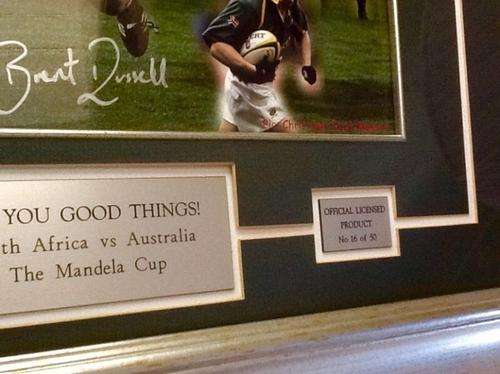 Brent Russell
YOU GOOD THINGS!
th Africa vs Australia
The Mandela Cup
OFFICIAL LICENSED
PRODUCT
No 16 of 50